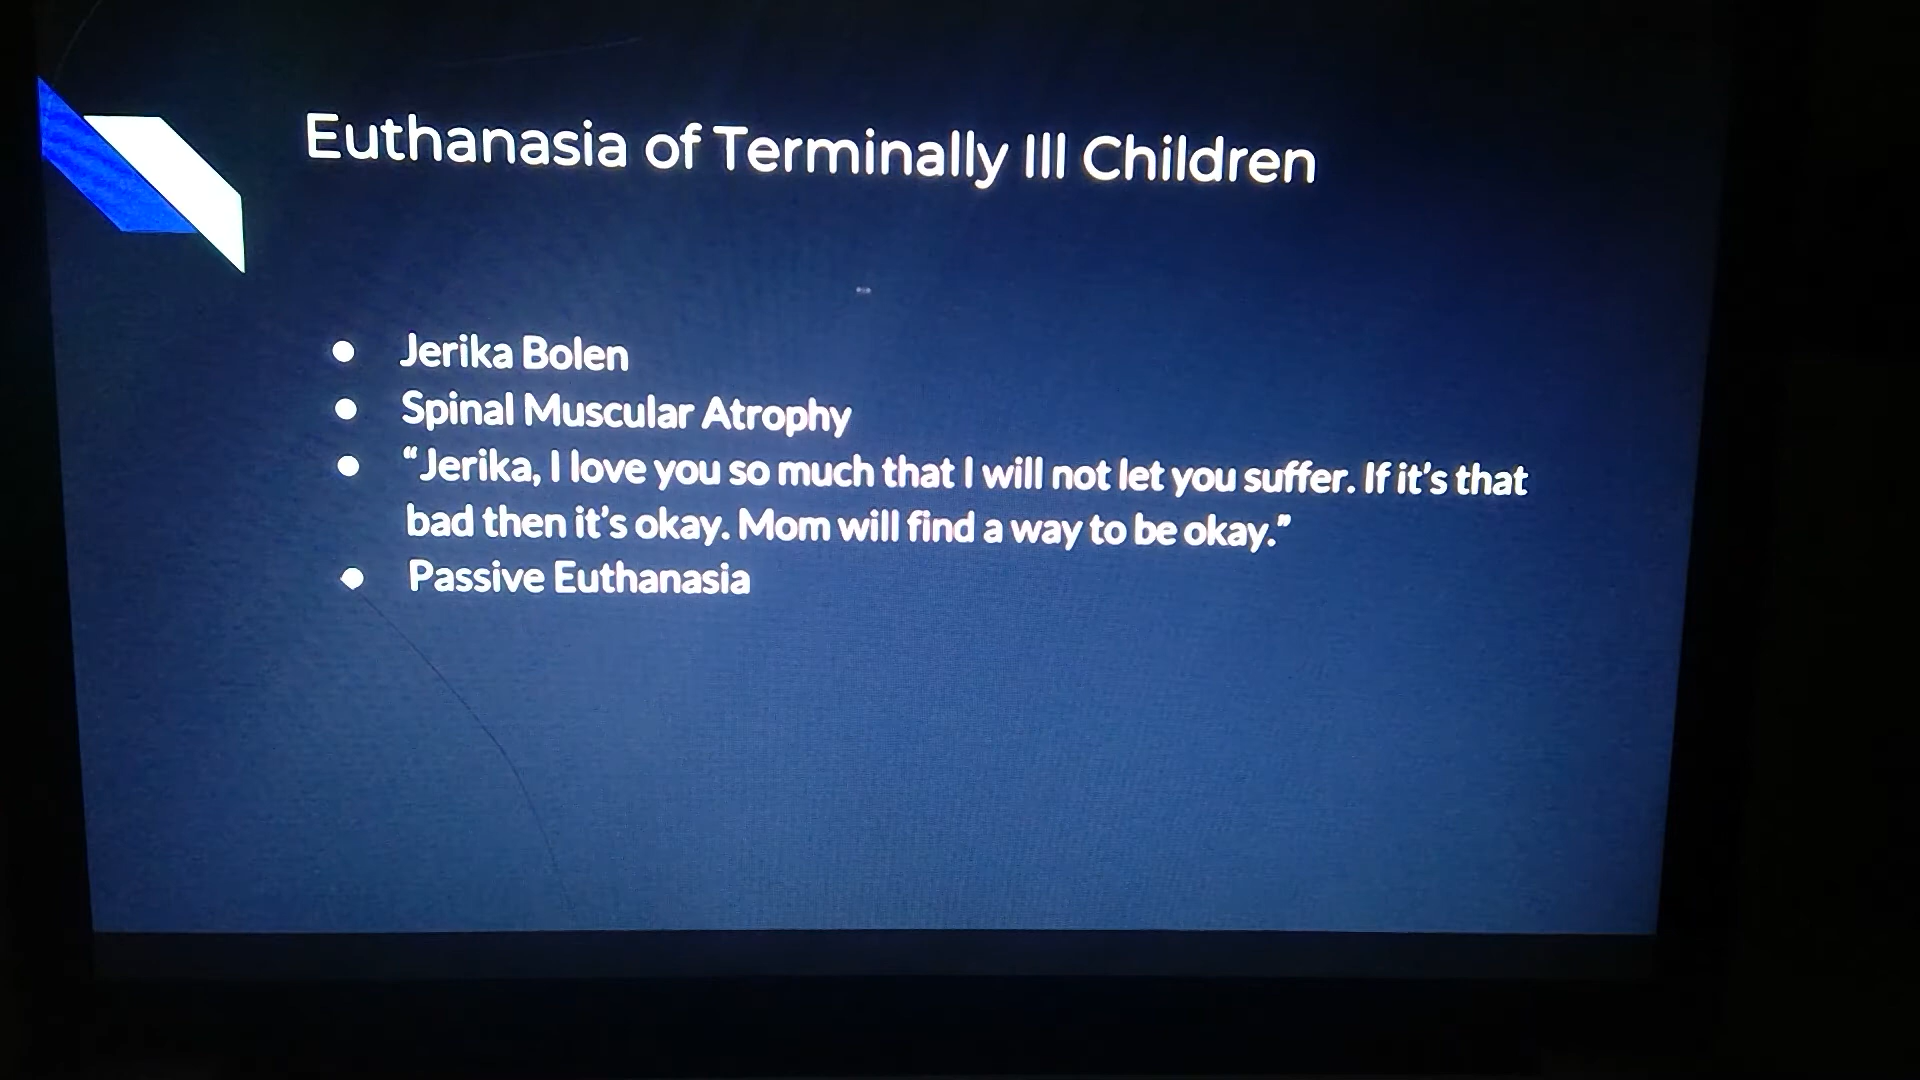 Euthanasia of Terminally Ill Children
● Jerika Bolen
● Spinal Muscular Atrophy
● “Jerika, I love you so much that I will not let you suffer. If it’s that
bad then it’s okay. Mom will find a way to be okay.”
● Passive Euthanasia